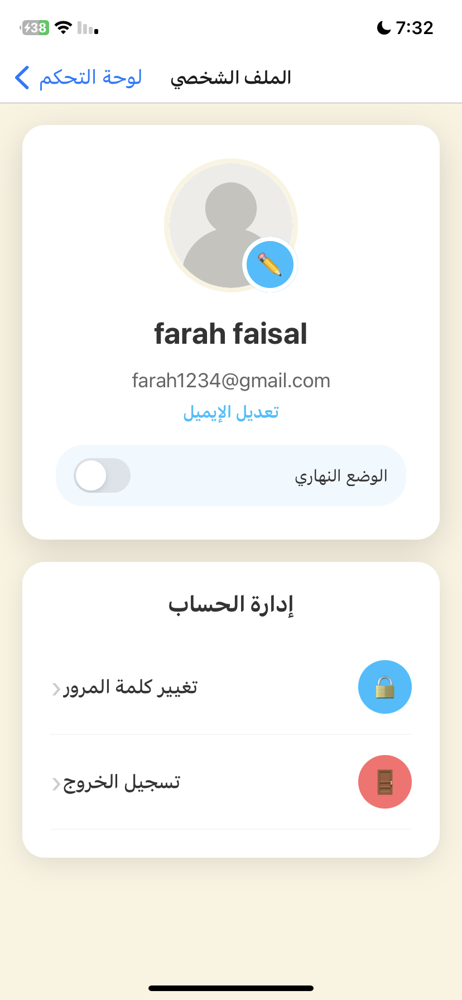 7:32
38
الملف الشخصي
لوحة التحكم
farah faisal
farah1234@gmail.com
تعديل الإيميل
الوضع النهاري
إدارة الحساب
تغيير كلمة المرور
تسجيل الخروج